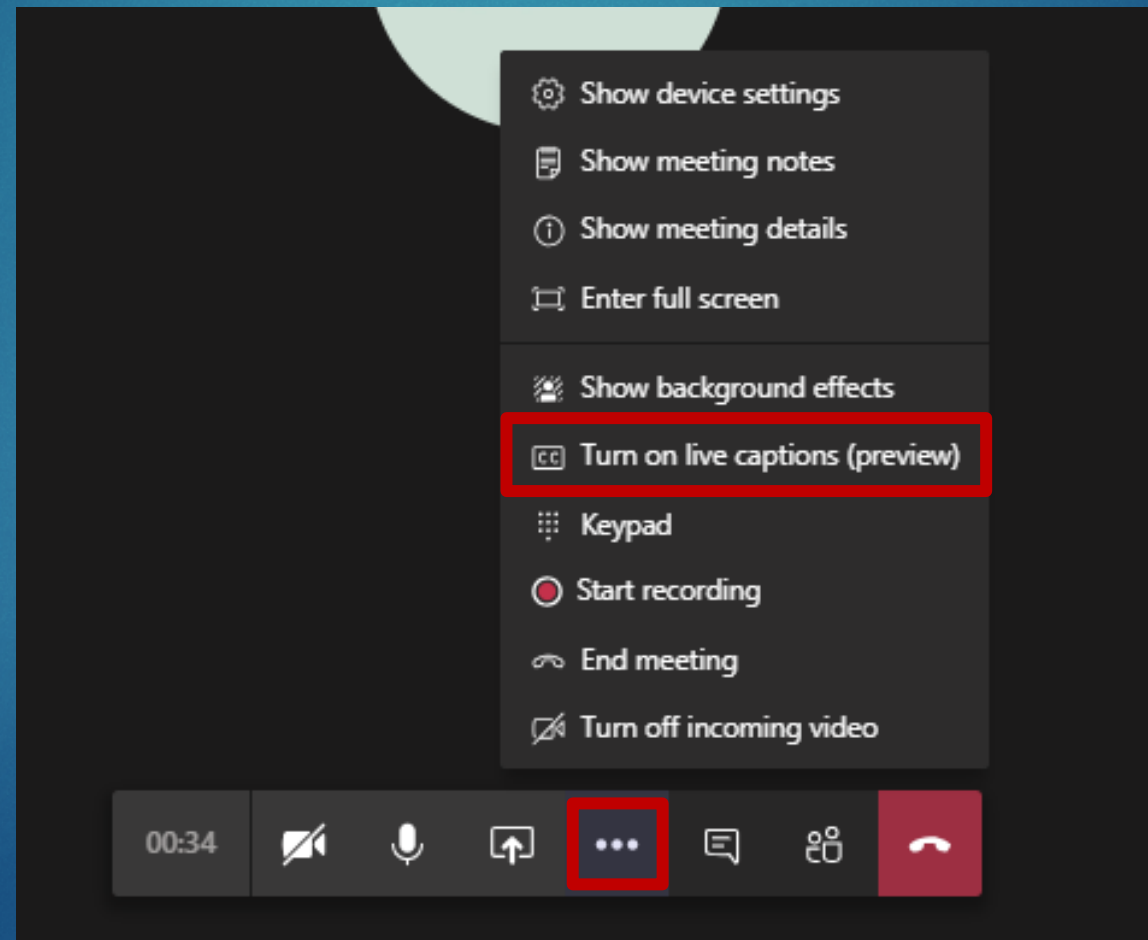 Show device settings
Show meeting notes
Show meeting details
Enter full screen
Show background effects
CC Turn on live captions (preview)
Keypad
Start recording
End meeting
Turn off incoming video
00:34